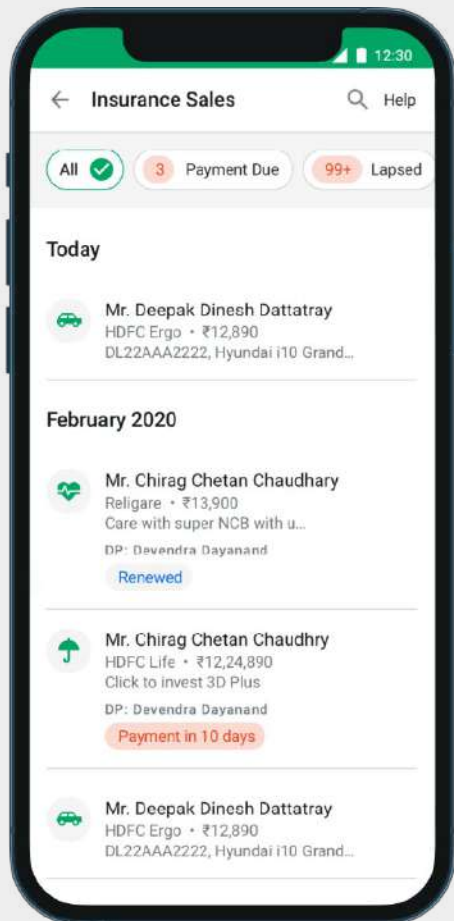 12:30
Insurance Sales
Help
All
3 Payment Due
99+ Lapsed
Today
Mr. Deepak Dinesh Dattatray
HDFC Ergo • ₹12,890
DL22AAA2222, Hyundai i10 Grand...
February 2020
Mr. Chirag Chetan Chaudhary
Religare • ₹13,900
Care with super NCB with u...
DP: Devendra Dayanand
Renewed
Mr. Chirag Chetan Chaudhry
HDFC Life • ₹12,24,890
Click to invest 3D Plus
DP: Devendra Dayanand
Payment in 10 days
Mr. Deepak Dinesh Dattatray
HDFC Ergo • ₹12,890
DL22AAA2222, Hyundai i10 Grand...